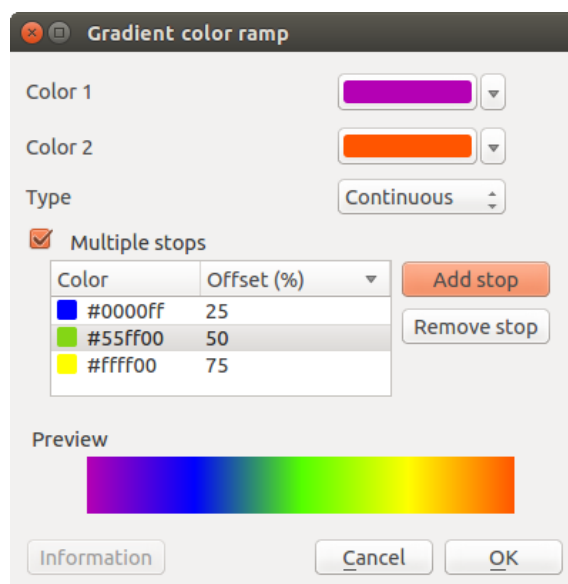 Gradient color ramp
Color 1
Color 2
Type Continuous
Multiple stops
Color Offset (%) Add stop
#0000ff 25
#55ff00 50 Remove stop
#ffff00 75
Preview
Information Cancel OK